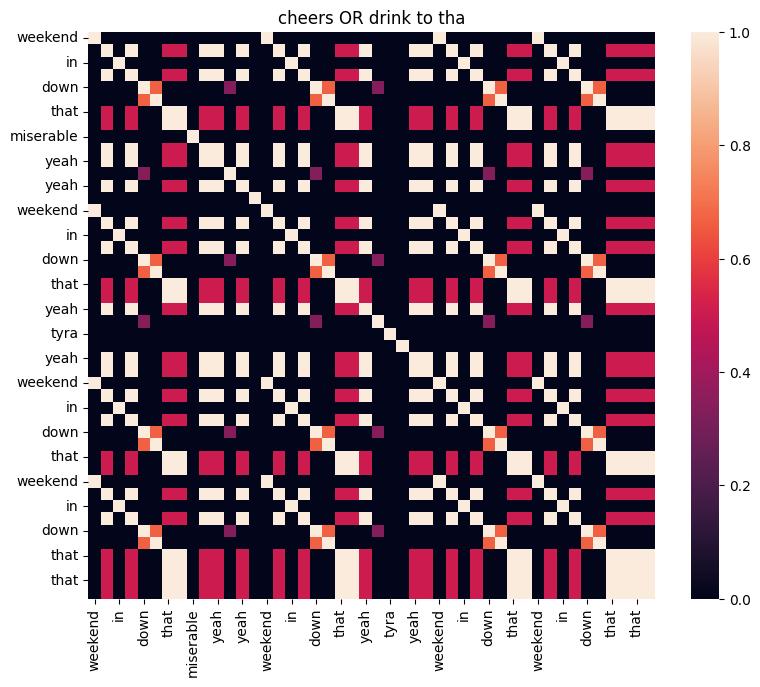 cheers OR drink to tha
weekend
in
down
that
miserable
yeah
yeah
weekend
in
down
that
yeah
tyra
yeah
weekend
in
down
that
weekend
in
down
that
that
1.0
0.8
0.6
0.4
0.2
0.0
weekend
in
down
that
miserable
yeah
yeah
weekend
in
down
that
yeah
tyra
yeah
weekend
in
down
that
weekend
in
down
that
that